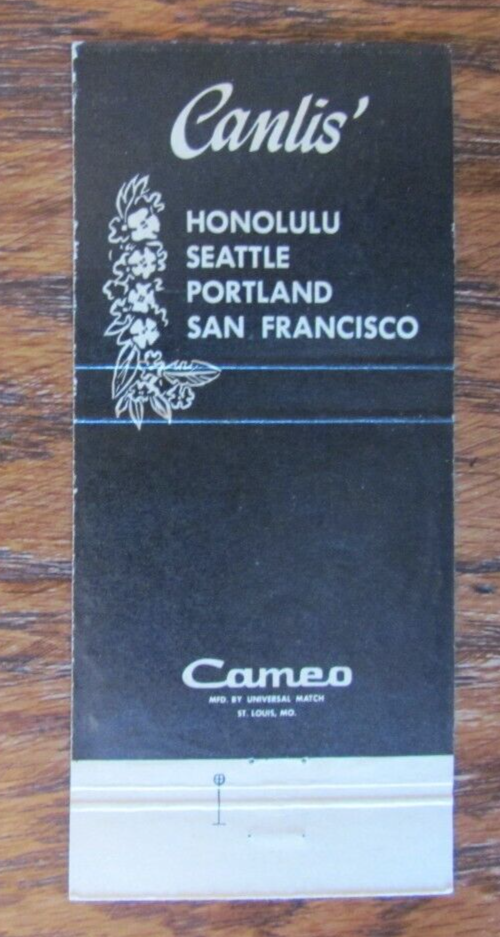 Canlis'
HONOLULU
SEATTLE
PORTLAND
SAN FRANCISCO
Cameo
MFD. BY UNIVERSAL MATCH
ST. LOUIS, MO.